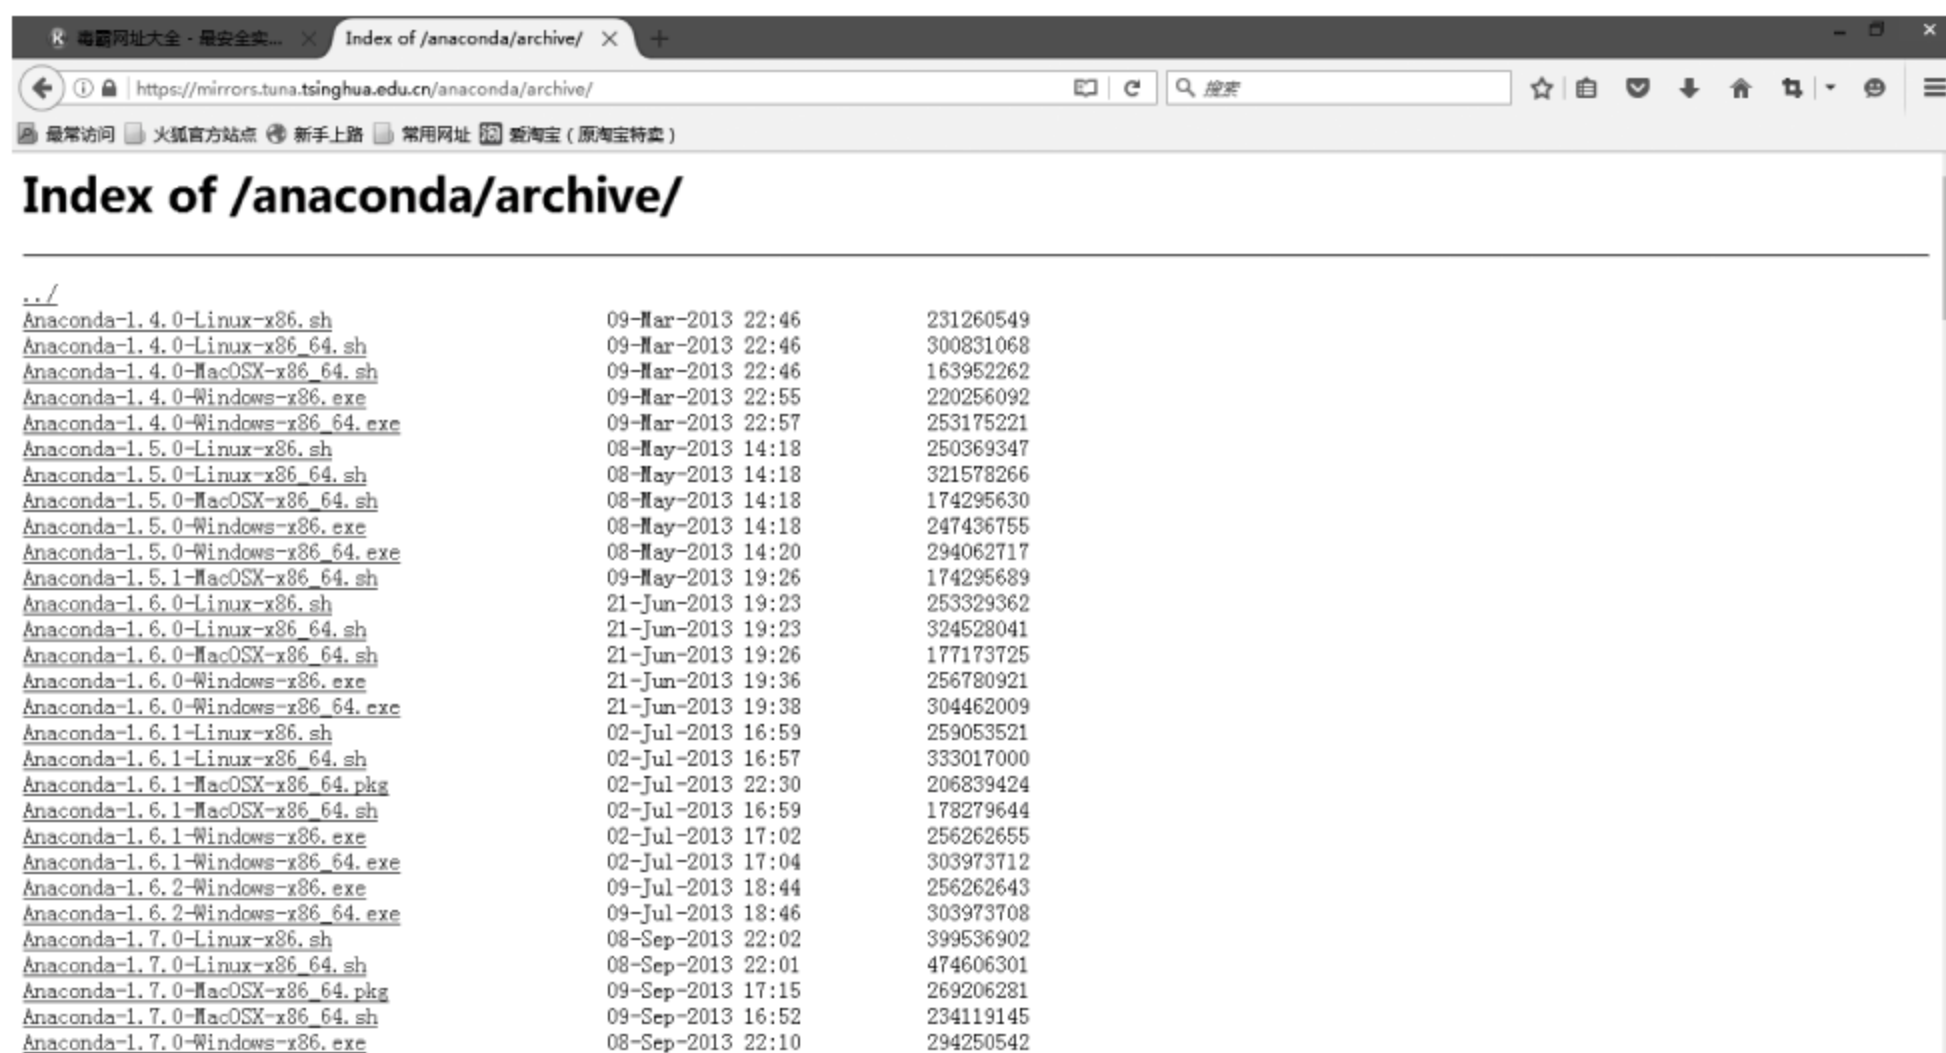 毒霸网址大全 - 最安全实... Index of /anaconda/archive/
https://mirrors.tuna.tsinghua.edu.cn/anaconda/archive/ 搜索
最常访问 火狐官方站点 新手上路 常用网址 爱淘宝 ( 原淘宝特卖 )
Index of /anaconda/archive/
../
Anaconda-1.4.0-Linux-x86.sh 09-Mar-2013 22:46 231260549
Anaconda-1.4.0-Linux-x86_64.sh 09-Mar-2013 22:46 300831068
Anaconda-1.4.0-MacOSX-x86_64.sh 09-Mar-2013 22:46 163952262
Anaconda-1.4.0-Windows-x86.exe 09-Mar-2013 22:55 220256092
Anaconda-1.4.0-Windows-x86_64.exe 09-Mar-2013 22:57 253175221
Anaconda-1.5.0-Linux-x86.sh 08-May-2013 14:18 250369347
Anaconda-1.5.0-Linux-x86_64.sh 08-May-2013 14:18 321578266
Anaconda-1.5.0-MacOSX-x86_64.sh 08-May-2013 14:18 174295630
Anaconda-1.5.0-Windows-x86.exe 08-May-2013 14:18 247436755
Anaconda-1.5.0-Windows-x86_64.exe 08-May-2013 14:20 294062717
Anaconda-1.5.1-MacOSX-x86_64.sh 09-May-2013 19:26 174295689
Anaconda-1.6.0-Linux-x86.sh 21-Jun-2013 19:23 253329362
Anaconda-1.6.0-Linux-x86_64.sh 21-Jun-2013 19:23 324528041
Anaconda-1.6.0-MacOSX-x86_64.sh 21-Jun-2013 19:26 177173725
Anaconda-1.6.0-Windows-x86.exe 21-Jun-2013 19:36 256780921
Anaconda-1.6.0-Windows-x86_64.exe 21-Jun-2013 19:38 304462009
Anaconda-1.6.1-Linux-x86.sh 02-Jul-2013 16:59 259053521
Anaconda-1.6.1-Linux-x86_64.sh 02-Jul-2013 16:57 333017000
Anaconda-1.6.1-MacOSX-x86_64.pkg 02-Jul-2013 22:30 206839424
Anaconda-1.6.1-MacOSX-x86_64.sh 02-Jul-2013 16:59 178279644
Anaconda-1.6.1-Windows-x86.exe 02-Jul-2013 17:02 256262655
Anaconda-1.6.1-Windows-x86_64.exe 02-Jul-2013 17:04 303973712
Anaconda-1.6.2-Windows-x86.exe 09-Jul-2013 18:44 256262643
Anaconda-1.6.2-Windows-x86_64.exe 09-Jul-2013 18:46 303973708
Anaconda-1.7.0-Linux-x86.sh 08-Sep-2013 22:02 399536902
Anaconda-1.7.0-Linux-x86_64.sh 08-Sep-2013 22:01 474606301
Anaconda-1.7.0-MacOSX-x86_64.pkg 09-Sep-2013 17:15 269206281
Anaconda-1.7.0-MacOSX-x86_64.sh 09-Sep-2013 16:52 234119145
Anaconda-1.7.0-Windows-x86.exe 08-Sep-2013 22:10 294250542